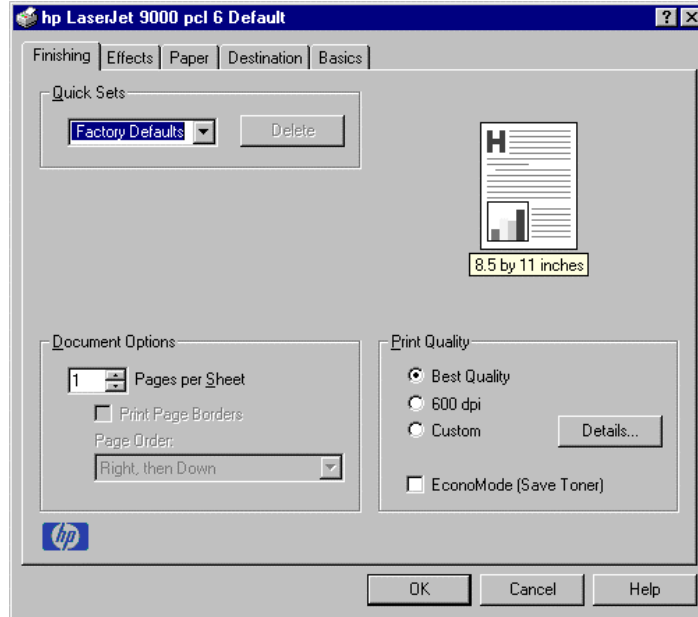 hp LaserJet 9000 pcl 6 Default
? X
Finishing Effects Paper Destination Basics
Quick Sets
Factory Defaults Delete
H
8.5 by 11 inches
Document Options
1 Pages per Sheet
Print Page Borders
Page Order:
Right, then Down
Print Quality
Best Quality
600 dpi
Custom Details...
EconoMode (Save Toner)
hp
OK Cancel Help